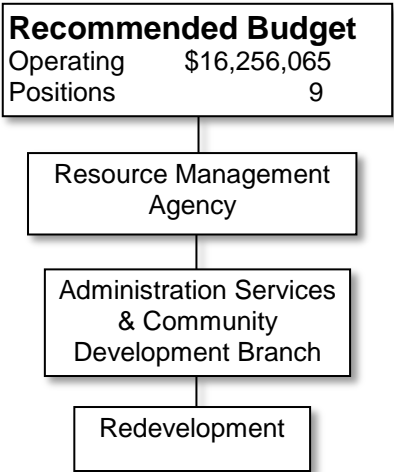 Recommended Budget
Operating $16,256,065
Positions 9
Resource Management
Agency
Administration Services
& Community
Development Branch
Redevelopment